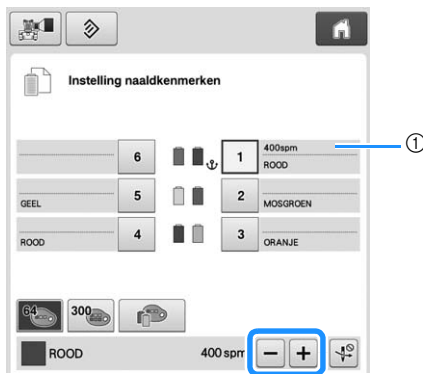 Instelling naaldkenmerken
①
6
1
400spm
ROOD
5
GEEL
2
MOSGROEN
4
ROOD
3
ORANJE
64
300
ROOD
400 spm
− +